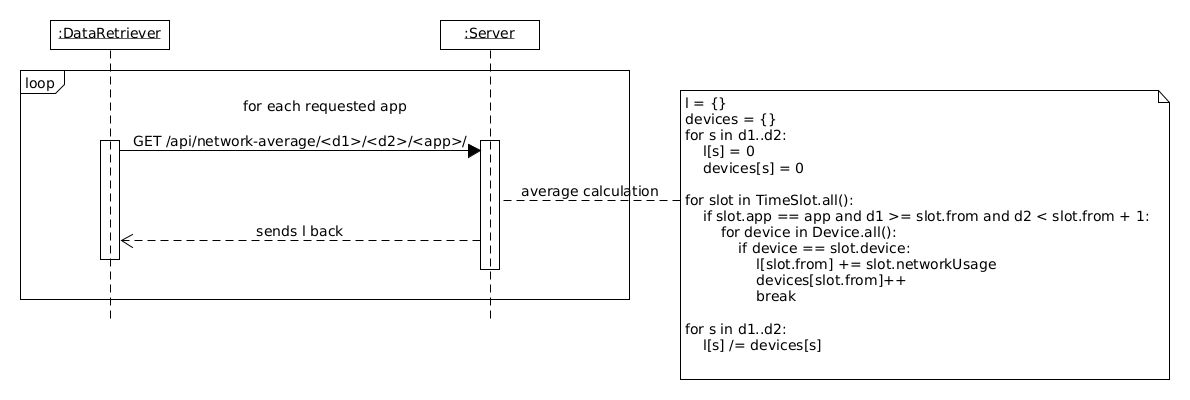 :DataRetriever
:Server
loop
for each requested app
GET /api/network-average/<d1>/<d2>/<app>/
average calculation
sends l back
l = {}
devices = {}
for s in d1..d2:
l[s] = 0
devices[s] = 0
for slot in TimeSlot.all():
if slot.app == app and d1 >= slot.from and d2 < slot.from + 1:
for device in Device.all():
if device == slot.device:
l[slot.from] += slot.networkUsage
devices[slot.from]++
break
for s in d1..d2:
l[s] /= devices[s]